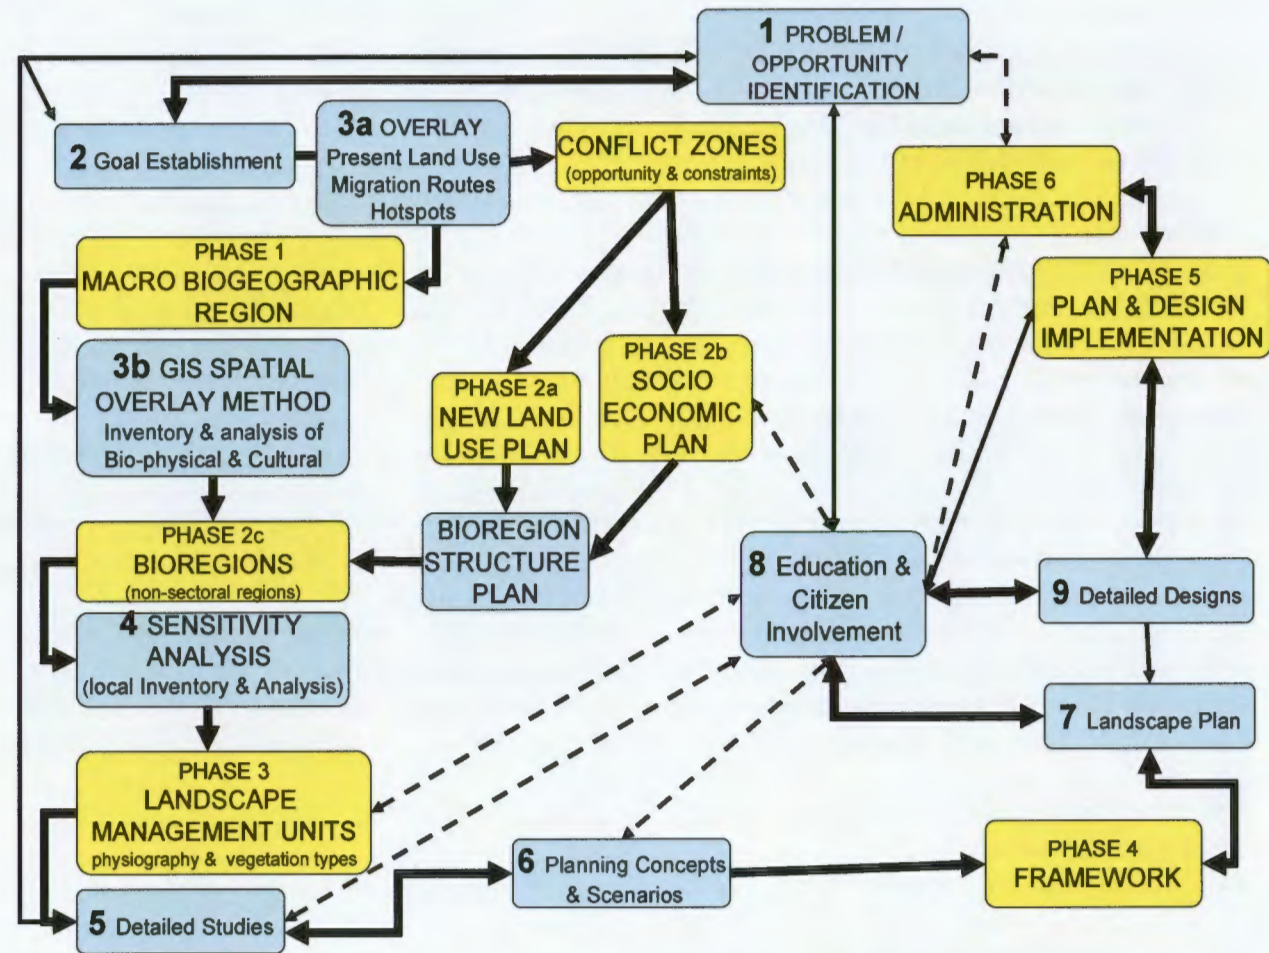 1 PROBLEM /
OPPORTUNITY
IDENTIFICATION
2 Goal Establishment
3a OVERLAY
Present Land Use
Migration Routes
Hotspots
CONFLICT ZONES
(opportunity & constraints)
PHASE 6
ADMINISTRATION
PHASE 1
MACRO BIOGEOGRAPHIC
REGION
PHASE 5
PLAN & DESIGN
IMPLEMENTATION
3b GIS SPATIAL
OVERLAY METHOD
Inventory & analysis of
Bio-physical & Cultural
PHASE 2a
NEW LAND
USE PLAN
PHASE 2b
SOCIO
ECONOMIC
PLAN
PHASE 2c
BIOREGIONS
(non-sectoral regions)
BIOREGION
STRUCTURE
PLAN
8 Education &
Citizen
Involvement
9 Detailed Designs
4 SENSITIVITY
ANALYSIS
(local Inventory & Analysis)
7 Landscape Plan
PHASE 3
LANDSCAPE
MANAGEMENT UNITS
physiography & vegetation types
6 Planning Concepts
& Scenarios
PHASE 4
FRAMEWORK
5 Detailed Studies